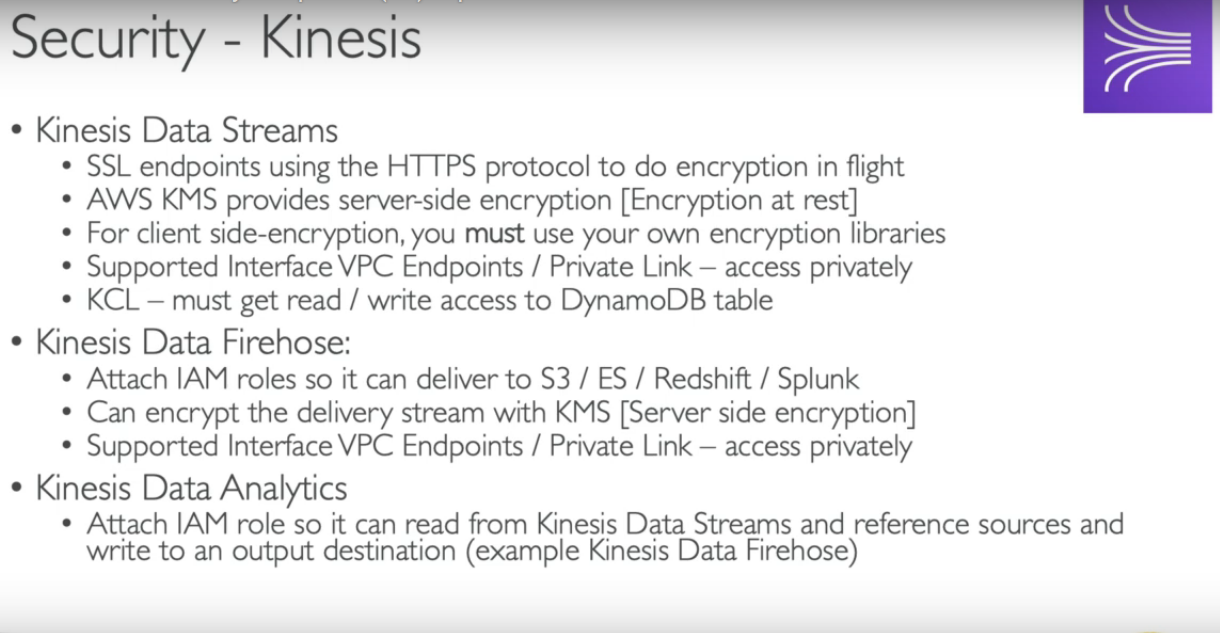 Security - Kinesis
• Kinesis Data Streams
• SSL endpoints using the HTTPS protocol to do encryption in flight
• AWS KMS provides server-side encryption [Encryption at rest]
• For client side-encryption, you must use your own encryption libraries
• Supported Interface VPC Endpoints / Private Link – access privately
• KCL – must get read / write access to DynamoDB table
• Kinesis Data Firehose:
• Attach IAM roles so it can deliver to S3 / ES / Redshift / Splunk
• Can encrypt the delivery stream with KMS [Server side encryption]
• Supported Interface VPC Endpoints / Private Link – access privately
• Kinesis Data Analytics
• Attach IAM role so it can read from Kinesis Data Streams and reference sources and
write to an output destination (example Kinesis Data Firehose)